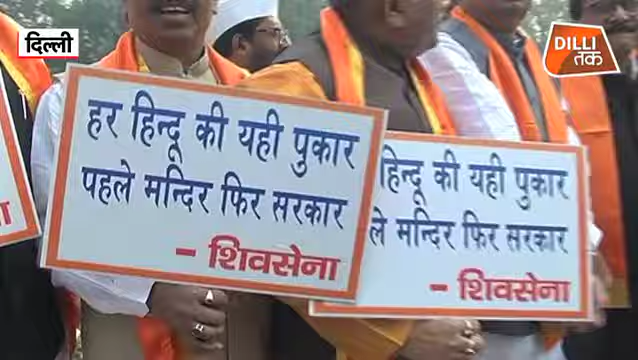 दिल्ली
DILLI
तक
हर हिन्दू की यही पुकार
पहले मन्दिर फिर सरकार
- शिवसेना
हिन्दू की यही पुकार
ले मन्दिर फिर सरकार
- शिवसेना
ना